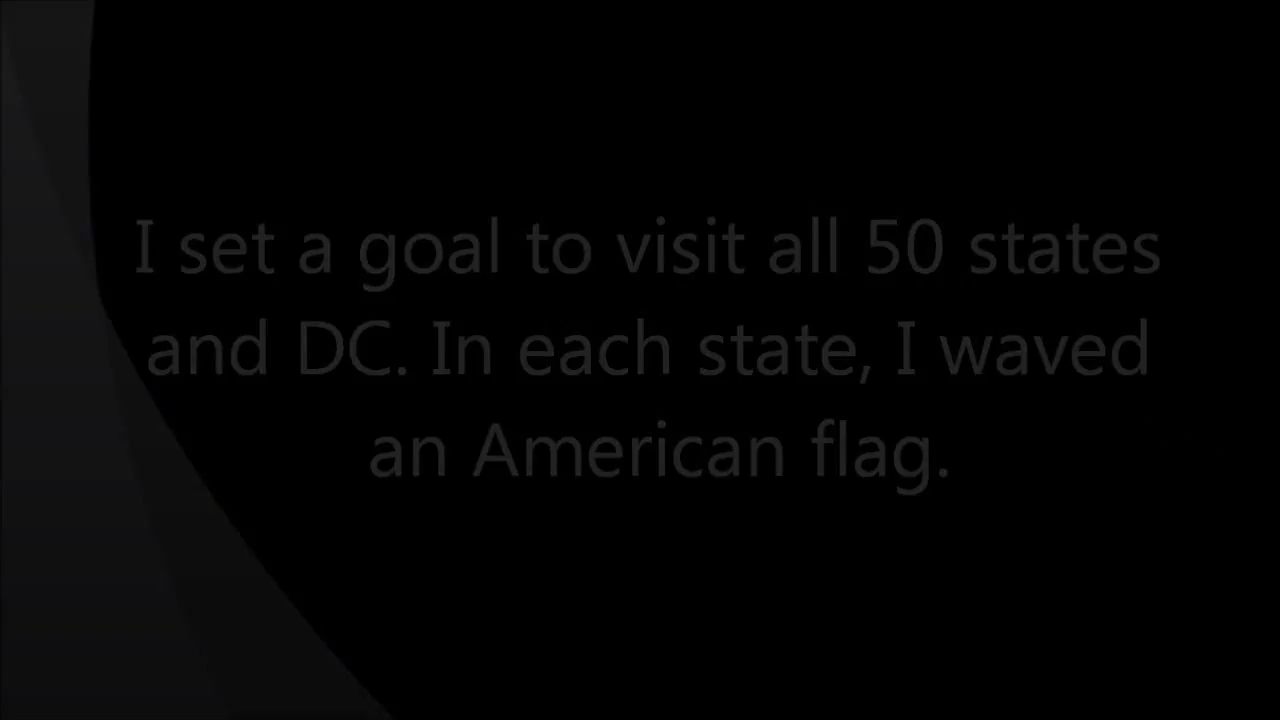 I set a goal to visit all 50 states
and DC. In each state, I waved
an American flag.